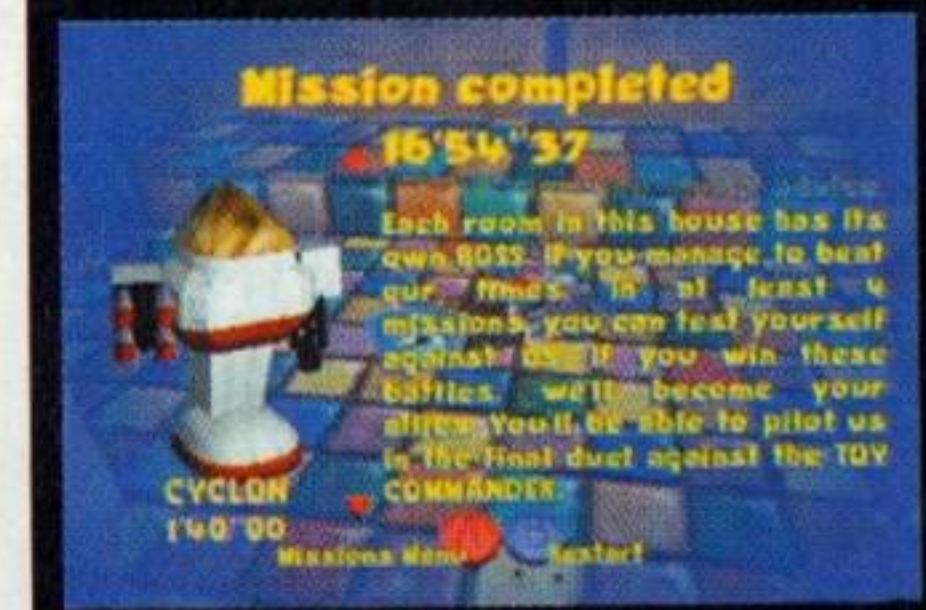 Mission completed
16'54"37
Each room in this house has its
own BOSS. If you manage to beat
our times in at least 4
missions, you can test yourself
against us. If you win these
battles, we'll become your
allies. You'll be able to pilot us
in the final duel against the TOY
COMMANDER.
CYCLON
1'40"00
Missions Menu
Restart